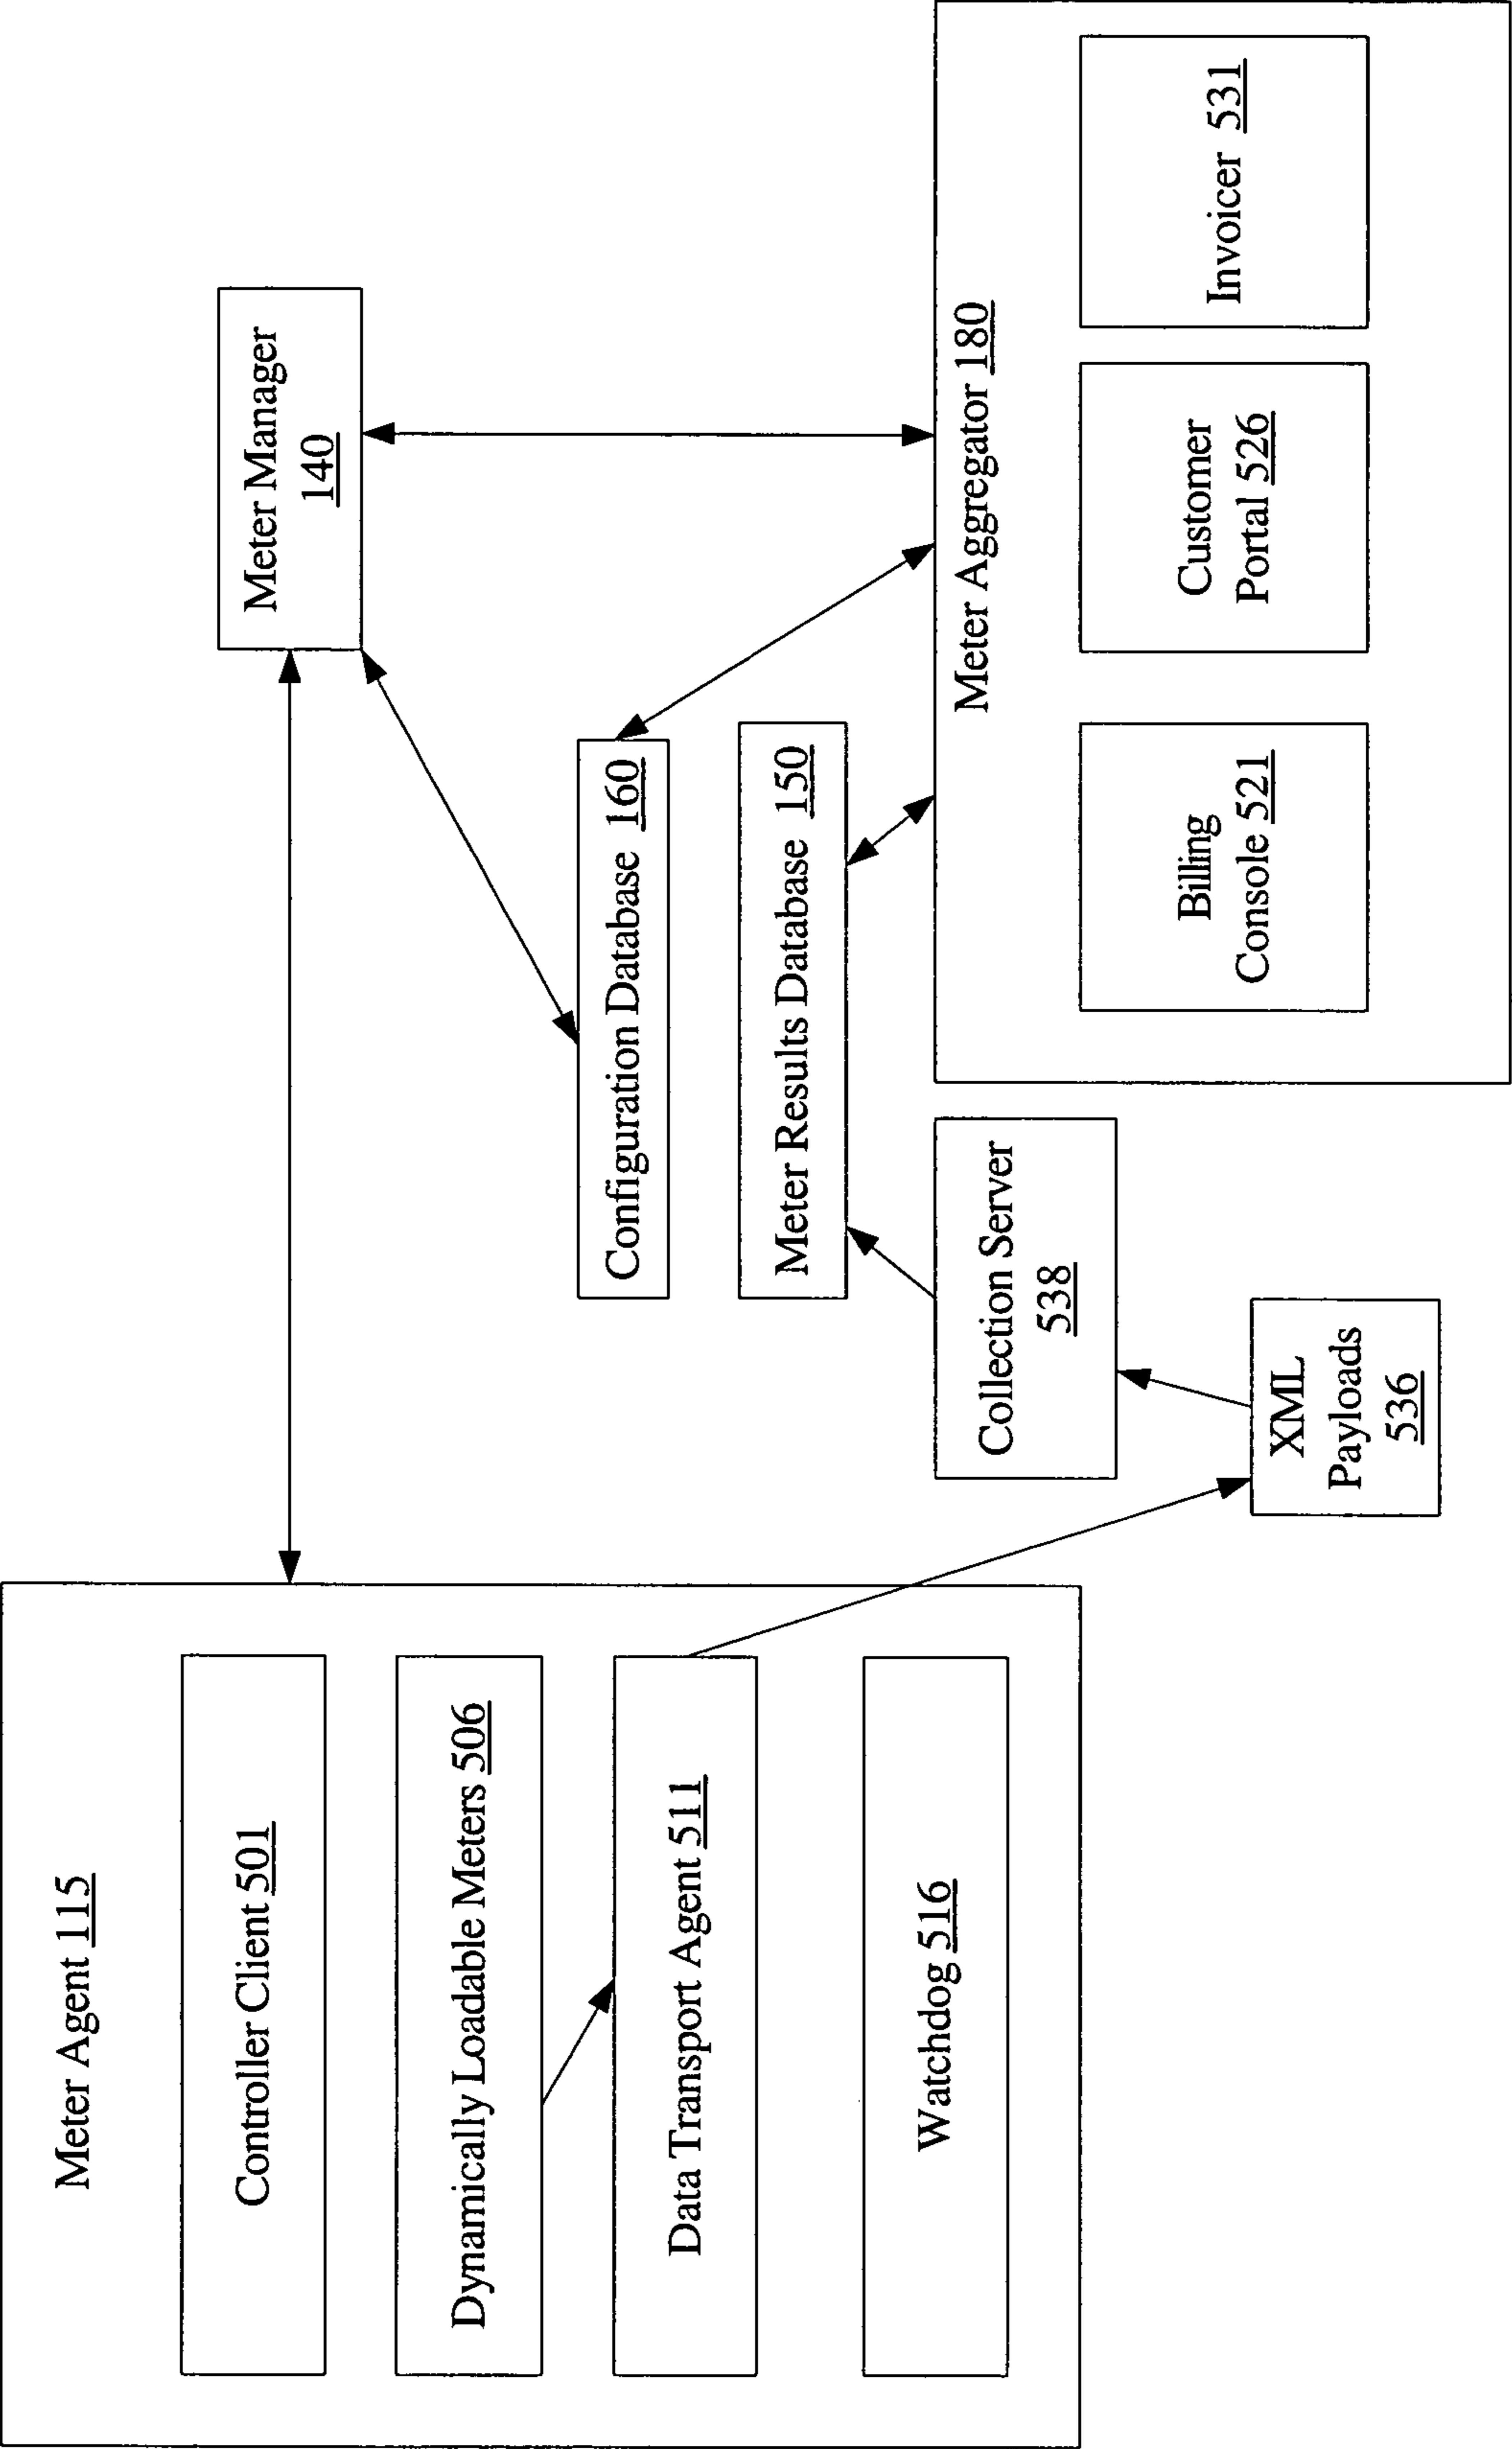 Meter Agent 115
Controller Client 501
Dynamically Loadable Meters 506
Data Transport Agent 511
Watchdog 516
Meter Manager
140
Configuration Database 160
Meter Results Database 150
Collection Server
538
XML
Payloads
536
Meter Aggregator 180
Billing
Console 521
Customer
Portal 526
Invoicer 531